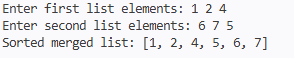 Enter first list elements: 1 2 4
Enter second list elements: 6 7 5
Sorted merged list: [1, 2, 4, 5, 6, 7]